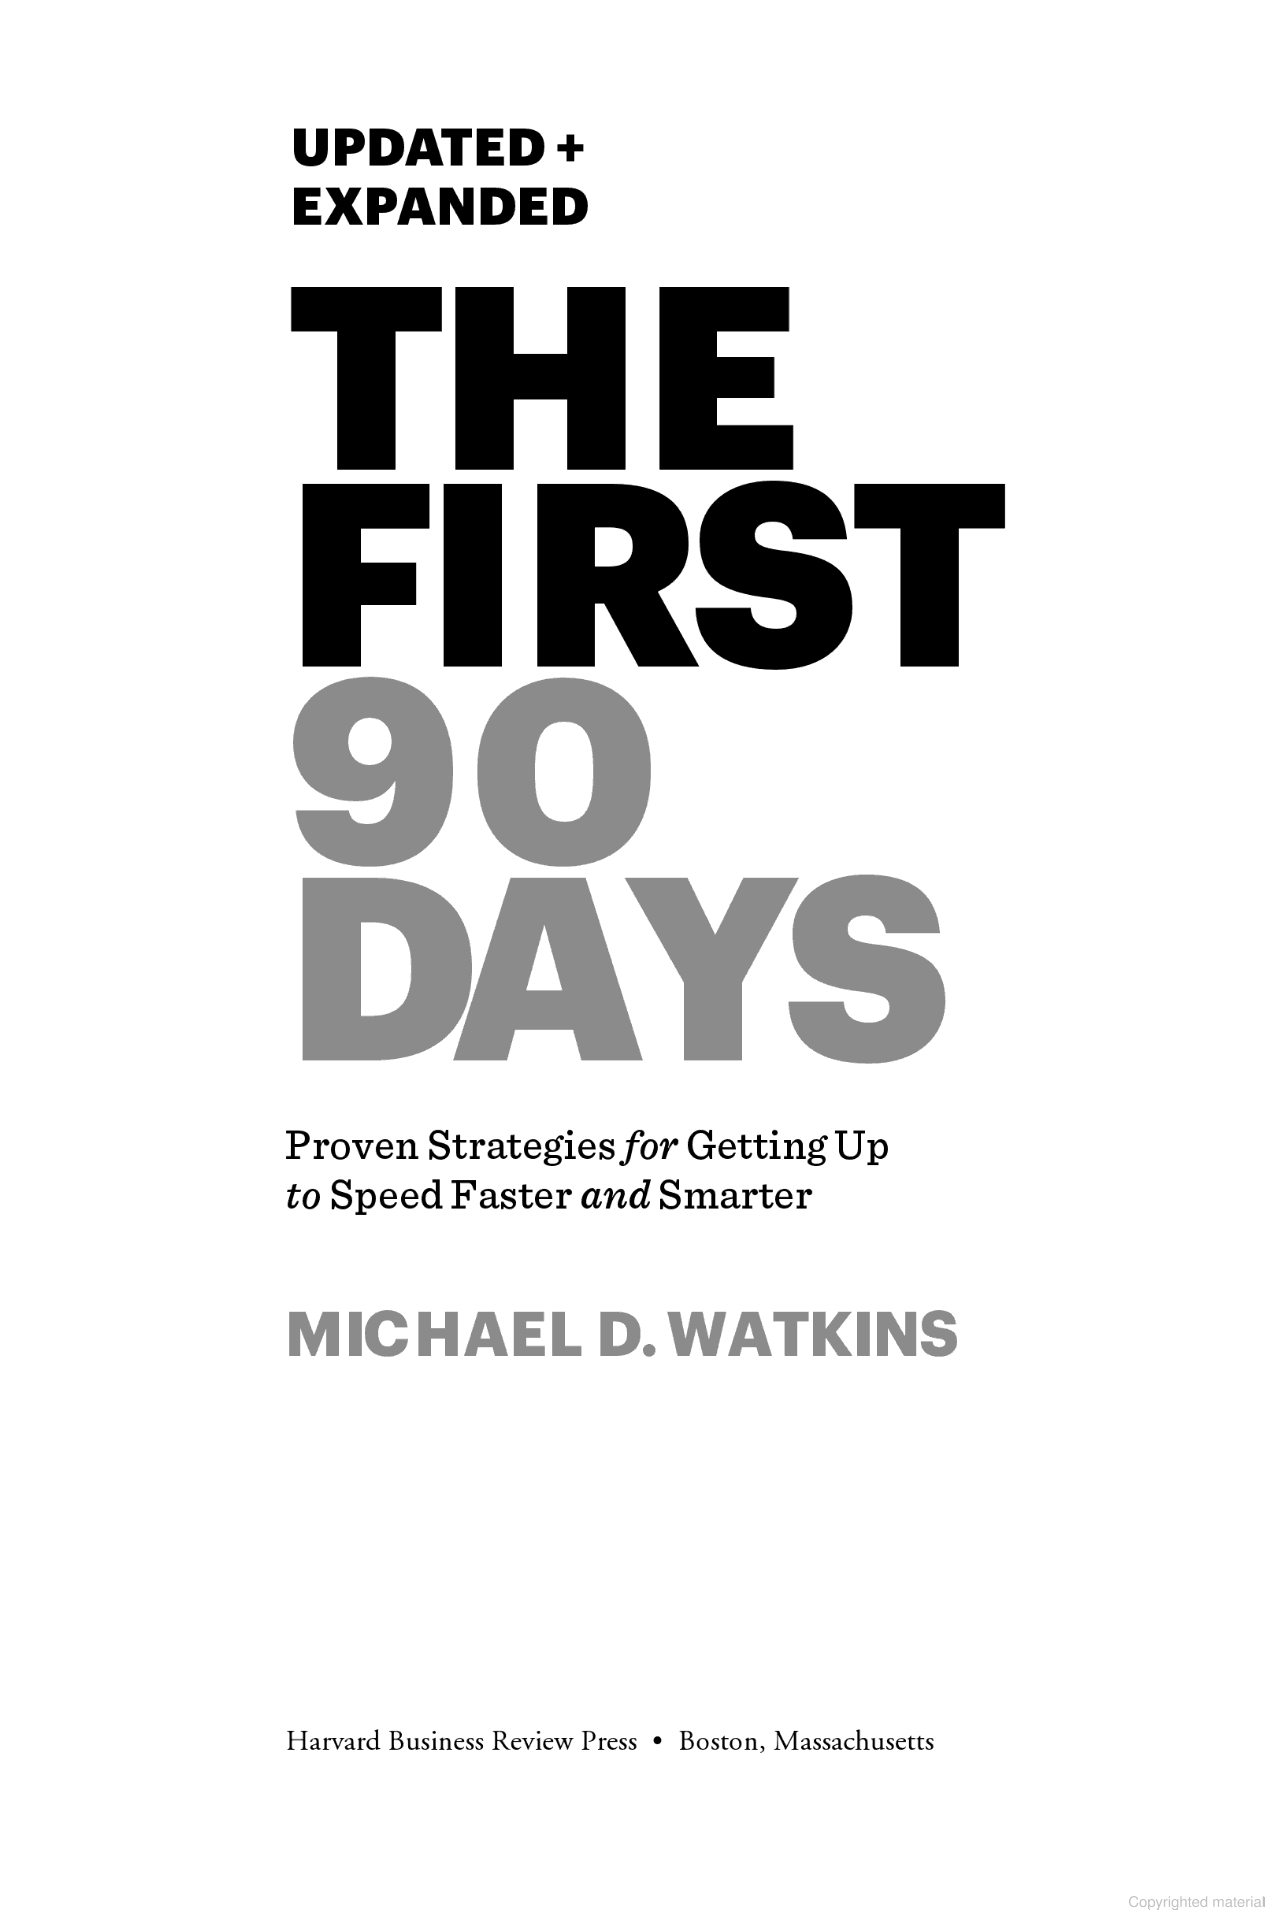 UPDATED +
EXPANDED
THE
FIRST
90
DAYS
Proven Strategies for Getting Up
to Speed Faster and Smarter
MICHAEL D. WATKINS
Harvard Business Review Press • Boston, Massachusetts
Copyrighted material